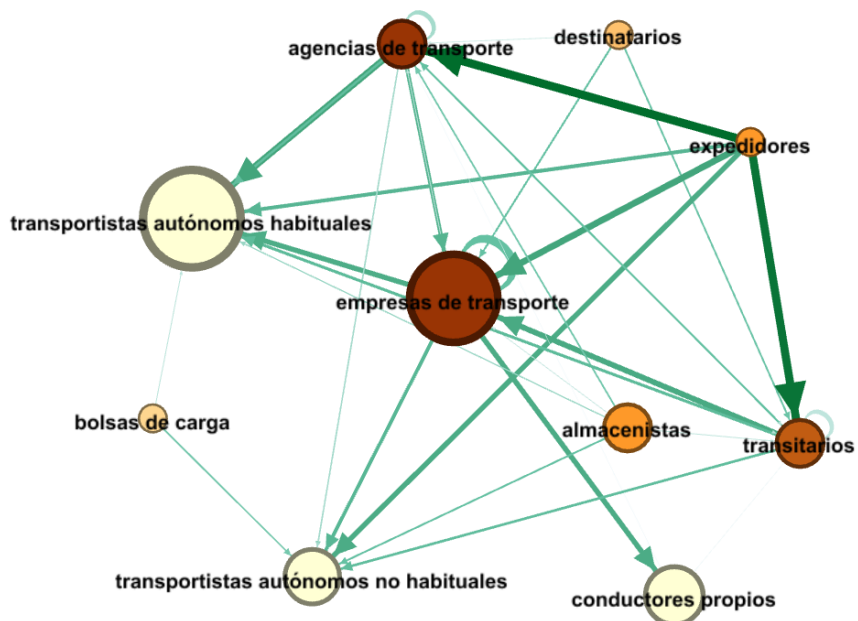 destinatarios
agencias de transporte
expedidores
transportistas autónomos habituales
empresas de transporte
bolsas de carga
almacenistas
transitarios
transportistas autónomos no habituales
conductores propios